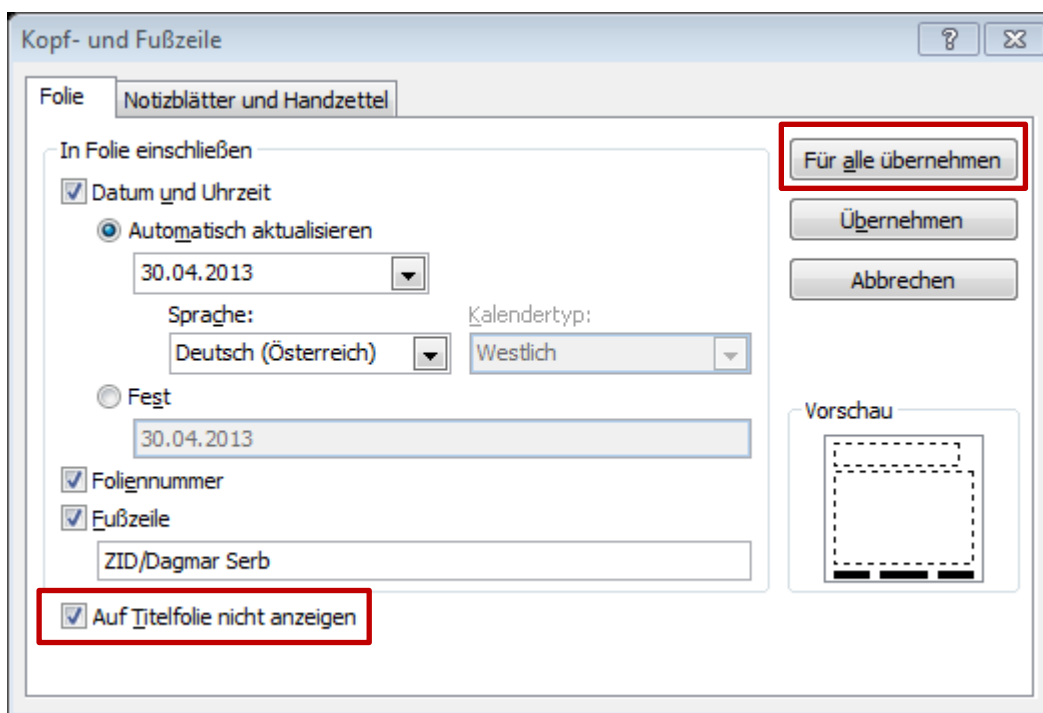 Kopf- und Fußzeile
Folie
Notizblätter und Handzettel
In Folie einschließen
Datum und Uhrzeit
Automatisch aktualisieren
30.04.2013
Sprache:
Kalendertyp:
Deutsch (Österreich)
Westlich
Fest
30.04.2013
Foliennummer
Fußzeile
ZID/Dagmar Serb
Auf Titelfolie nicht anzeigen
Für alle übernehmen
Übernehmen
Abbrechen
Vorschau